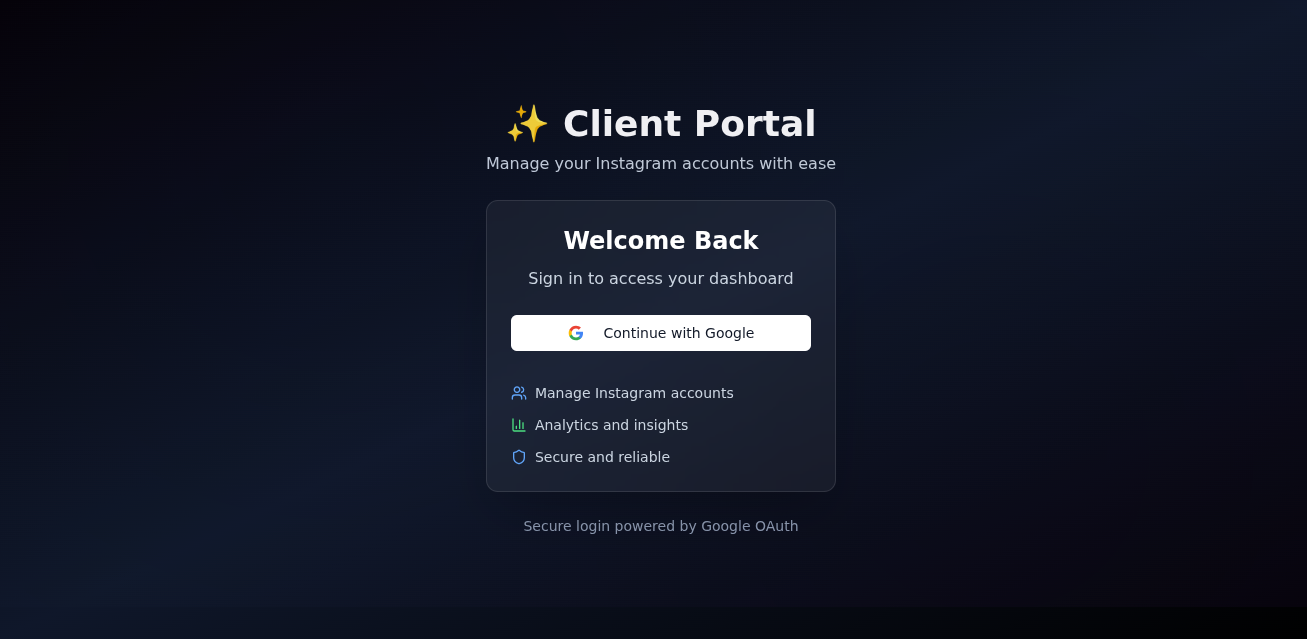 ✨ Client Portal
Manage your Instagram accounts with ease
Welcome Back
Sign in to access your dashboard
Continue with Google
Manage Instagram accounts
Analytics and insights
Secure and reliable
Secure login powered by Google OAuth